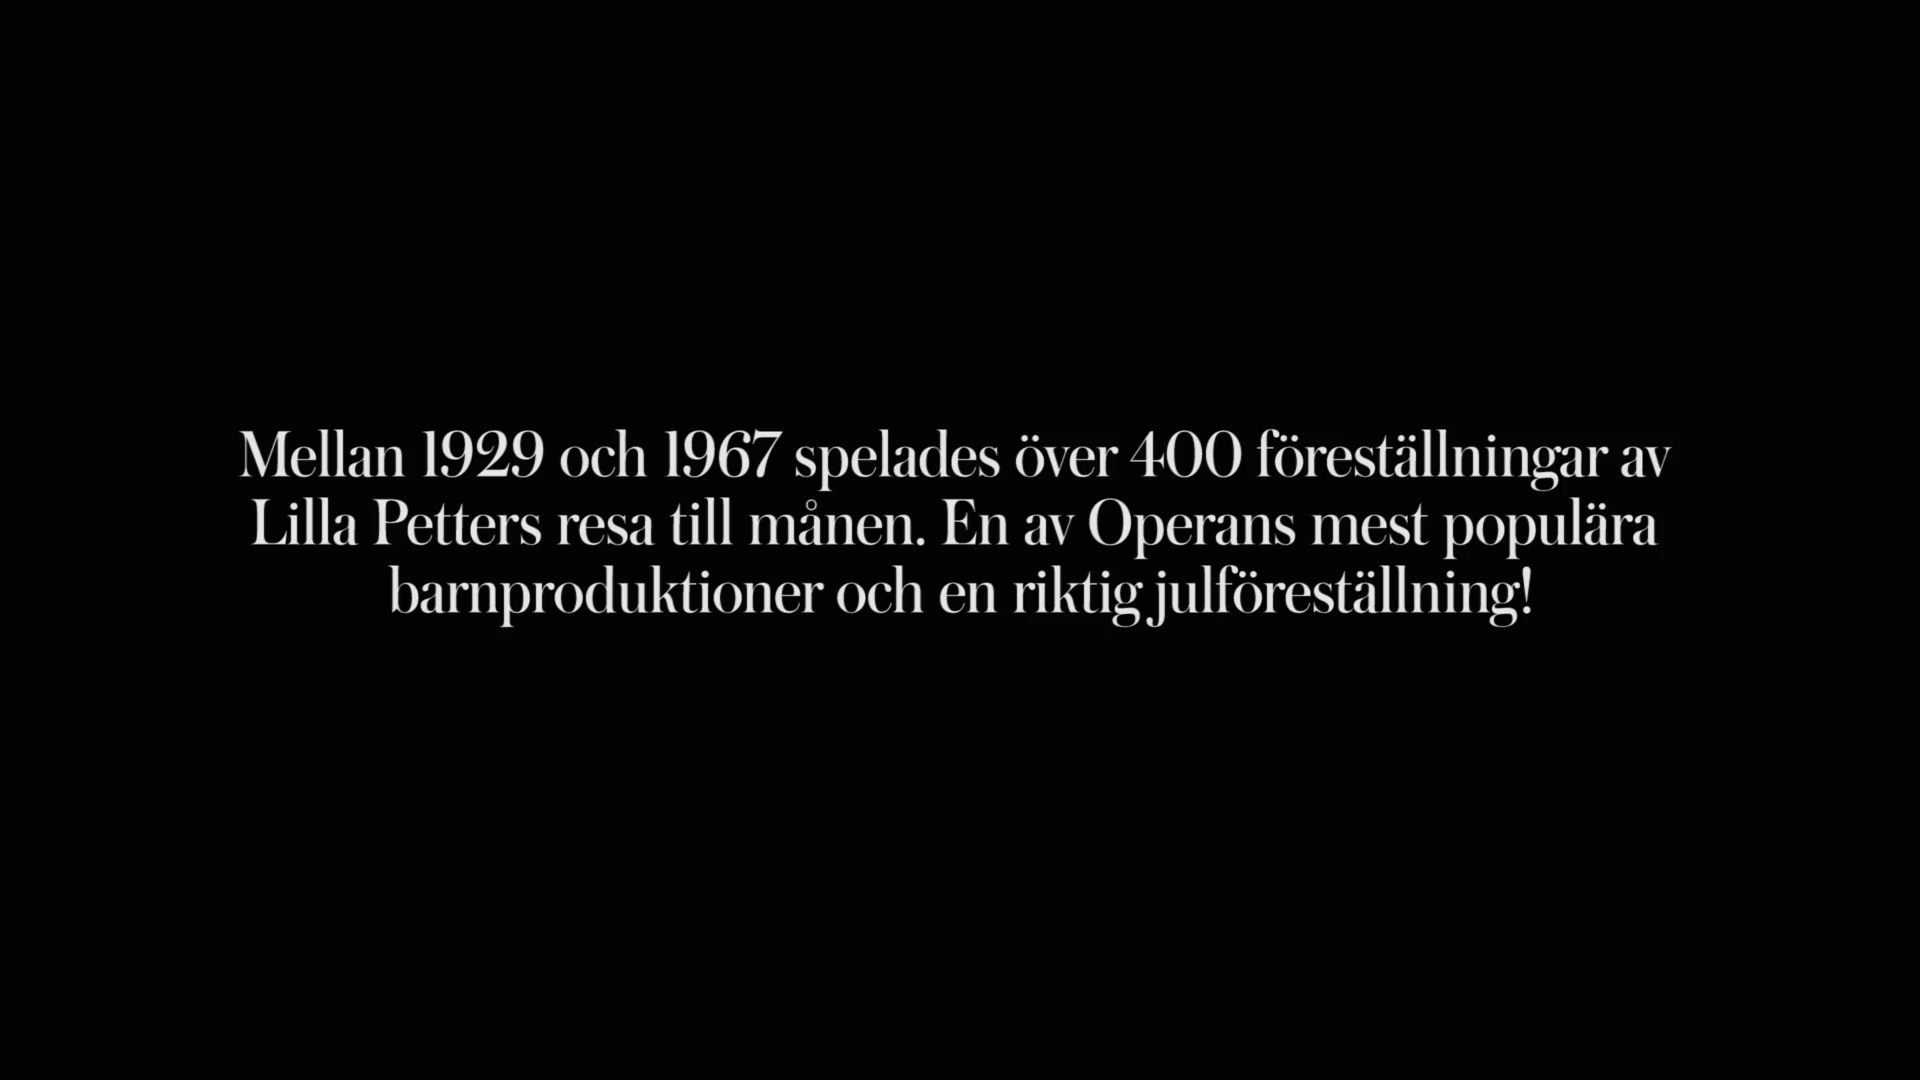 Mellan 1929 och 1967 spelades över 400 föreställningar av
Lilla Petters resa till månen. En av Operans mest populära
barnproduktioner och en riktig julföreställning!